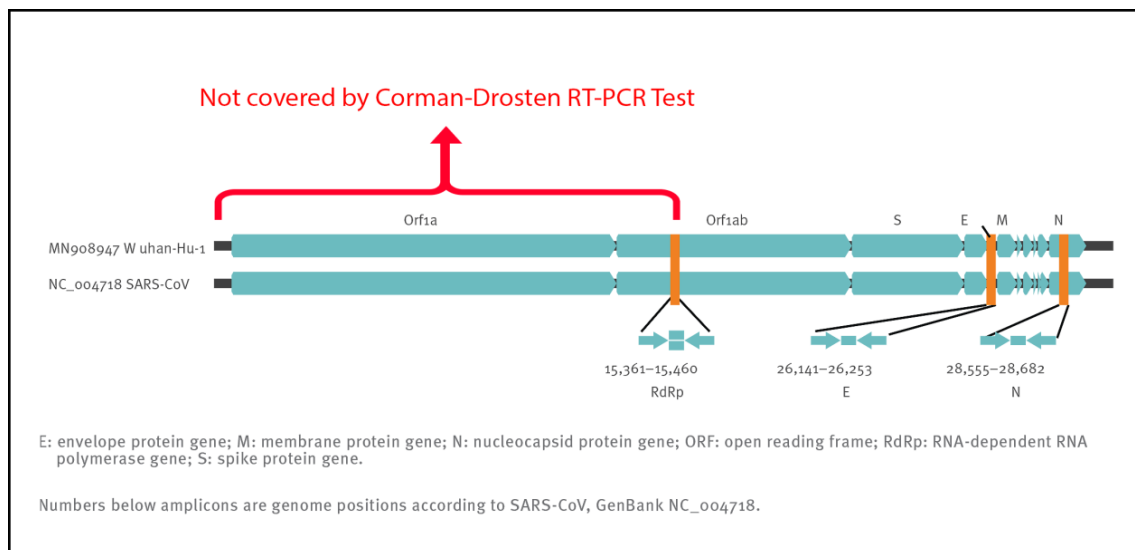 Not covered by Corman-Drosten RT-PCR Test
Orf1a Orf1ab S E M N
MN908947 W uhan-Hu-1
NC_004718 SARS-CoV
15,361–15,460 26,141–26,253 28,555–28,682
RdRp E N
E: envelope protein gene; M: membrane protein gene; N: nucleocapsid protein gene; ORF: open reading frame; RdRp: RNA-dependent RNA
polymerase gene; S: spike protein gene.
Numbers below amplicons are genome positions according to SARS-CoV, GenBank NC_004718.